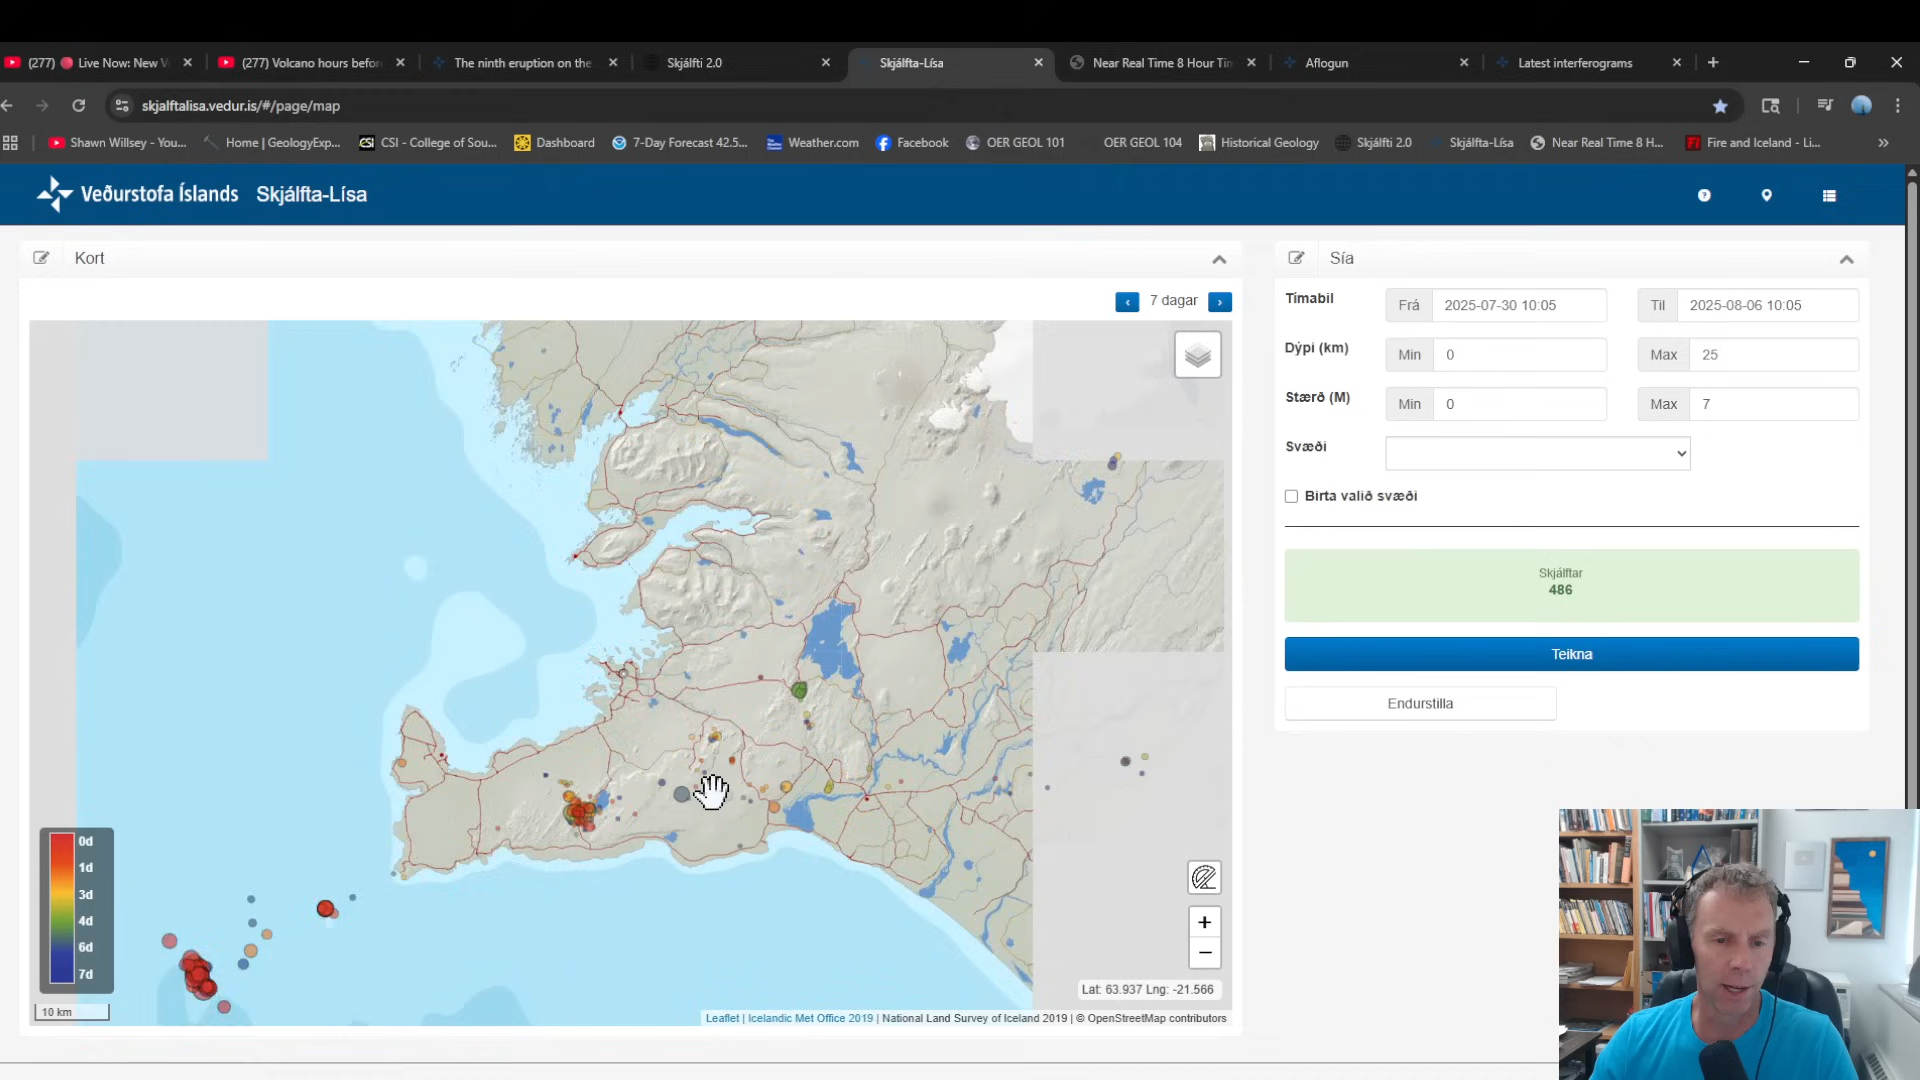 (277) 🔴 Live Now: New V
(277) Volcano hours befor
The ninth eruption on the
Skjálfti 2.0
Skjálfta-Lísa
Near Real Time 8 Hour Tin
Aflogun
Latest interferograms
skjalftalisa.vedur.is/#/page/map
Shawn Willsey - You...
Home | GeologyExp...
CSI - College of Sou...
Dashboard
7-Day Forecast 42.5...
Weather.com
Facebook
OER GEOL 101
OER GEOL 104
Historical Geology
Skjálfti 2.0
Skjálfta-Lísa
Near Real Time 8 H...
Fire and Iceland - Li...
Veðurstofa Íslands Skjálfta-Lísa
Kort
7 dagar
0d
1d
3d
4d
6d
7d
10 km
+
−
Lat: 63.937 Lng: -21.566
Leaflet | Icelandic Met Office 2019 | National Land Survey of Iceland 2019 | © OpenStreetMap contributors
Sía
Tímabil Frá 2025-07-30 10:05 Til 2025-08-06 10:05
Dýpi (km) Min 0 Max 25
Stærð (M) Min 0 Max 7
Svæði
Birta valið svæði
Skjálftar
486
Teikna
Endurstilla